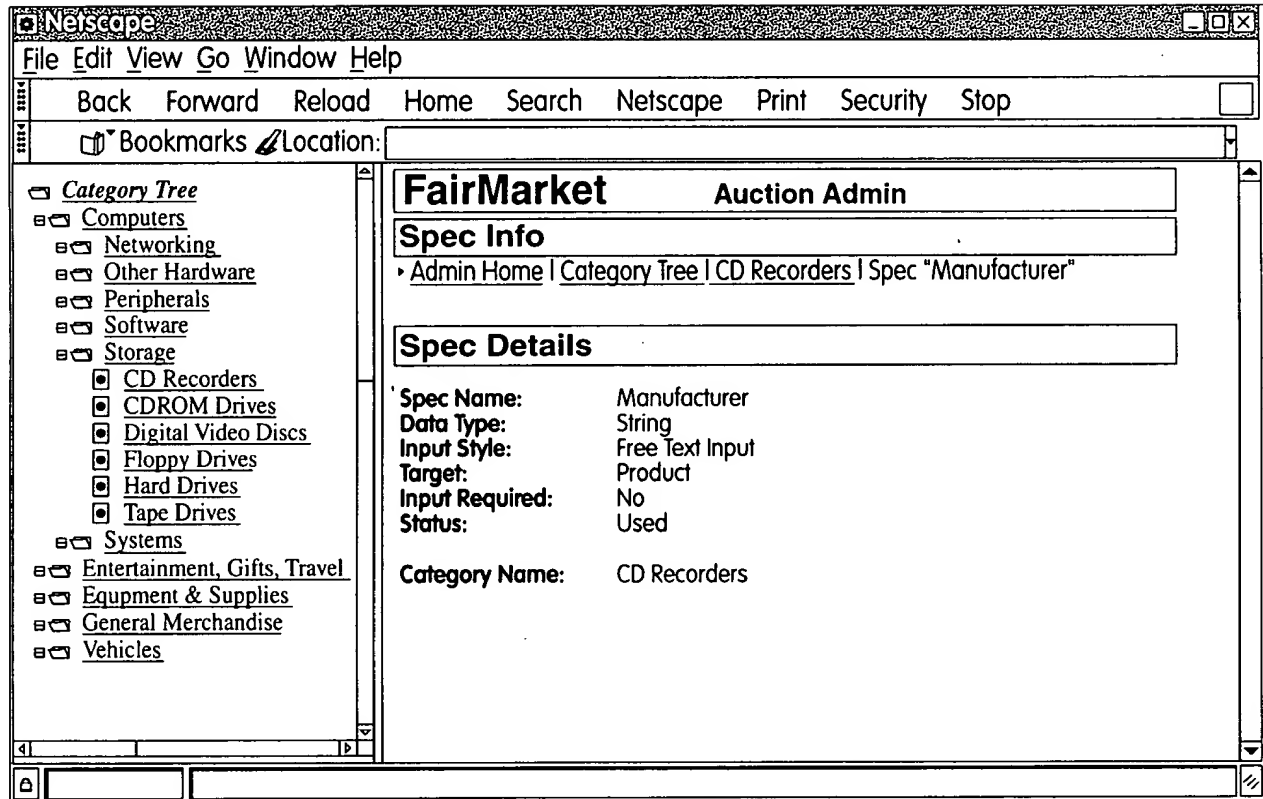 Netscape
File Edit View Go Window Help
Back Forward Reload Home Search Netscape Print Security Stop
Bookmarks Location:
Category Tree
Computers
Networking
Other Hardware
Peripherals
Software
Storage
CD Recorders
CDROM Drives
Digital Video Discs
Floppy Drives
Hard Drives
Tape Drives
Systems
Entertainment, Gifts, Travel
Equpment & Supplies
General Merchandise
Vehicles
FairMarket Auction Admin
Spec Info
Admin Home | Category Tree | CD Recorders | Spec "Manufacturer"
Spec Details
Spec Name: Manufacturer
Data Type: String
Input Style: Free Text Input
Target: Product
Input Required: No
Status: Used
Category Name: CD Recorders